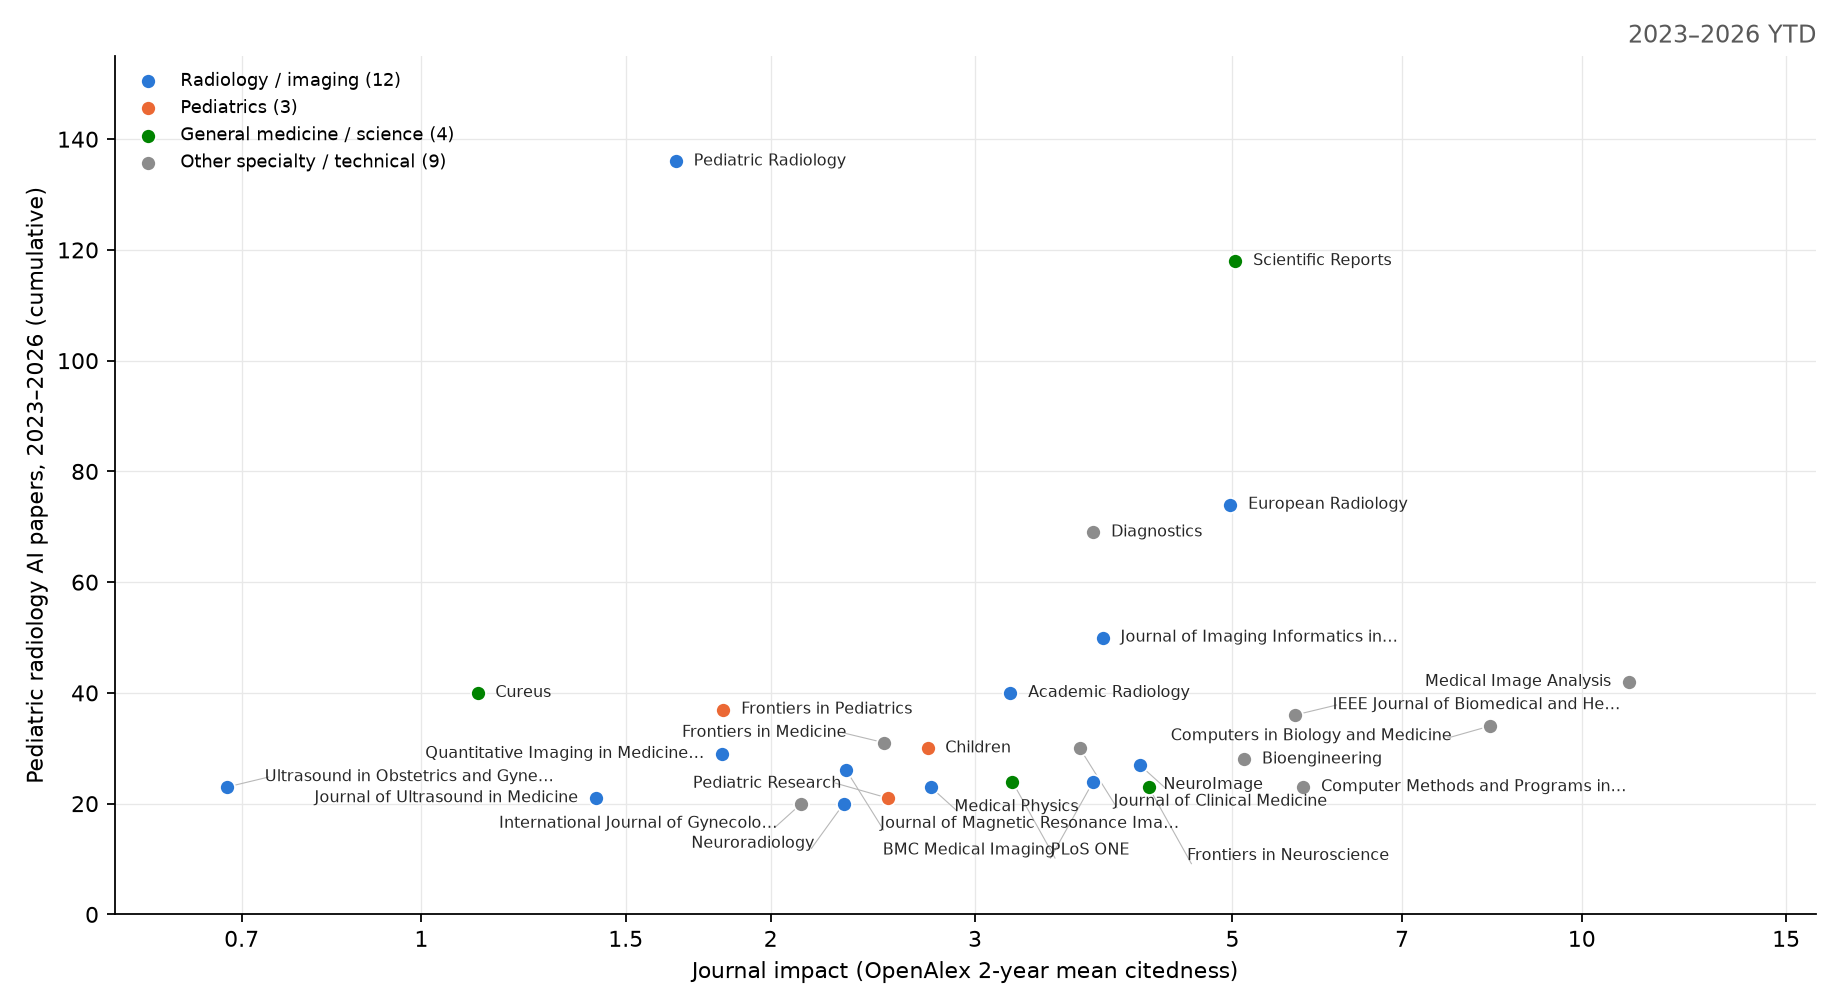 2023–2026 YTD
Radiology / imaging (12)
Pediatrics (3)
General medicine / science (4)
Other specialty / technical (9)
Pediatric radiology AI papers, 2023–2026 (cumulative)
140
120
100
80
60
40
20
0
Pediatric Radiology
Scientific Reports
European Radiology
Diagnostics
Journal of Imaging Informatics in…
Medical Image Analysis
Cureus
Academic Radiology
IEEE Journal of Biomedical and He…
Frontiers in Pediatrics
Frontiers in Medicine
Computers in Biology and Medicine
Quantitative Imaging in Medicine…
Children
Bioengineering
Ultrasound in Obstetrics and Gyne…
Pediatric Research
NeuroImage
Computer Methods and Programs in…
Journal of Ultrasound in Medicine
Medical Physics
Journal of Clinical Medicine
International Journal of Gynecolo…
Journal of Magnetic Resonance Ima…
Neuroradiology
BMC Medical Imaging
PLoS ONE
Frontiers in Neuroscience
0.7
1
1.5
2
3
5
7
10
15
Journal impact (OpenAlex 2-year mean citedness)